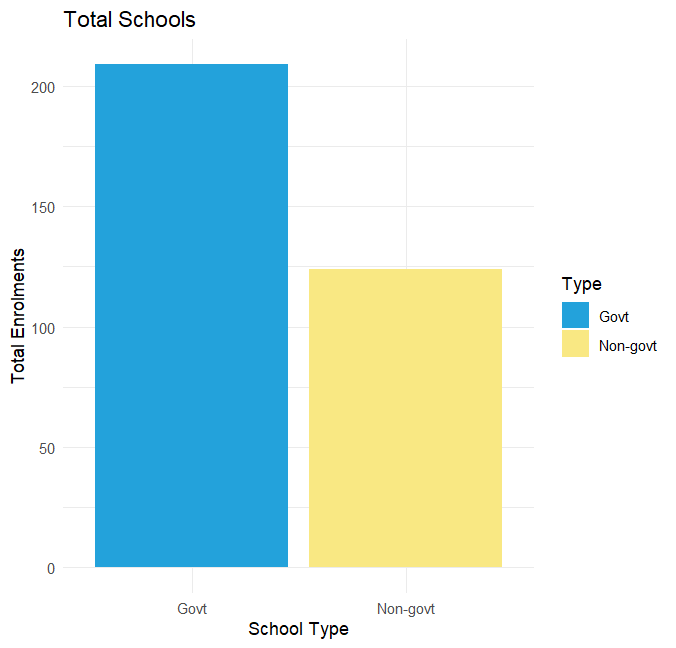 Total Schools
Total Enrolments
200
150
100
50
0
Govt
Non-govt
School Type
Type
Govt
Non-govt